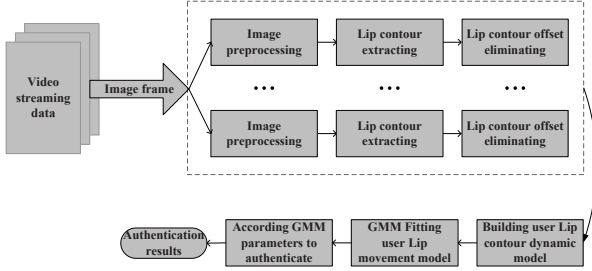 Video
streaming
data
Image frame
Image
preprocessing
Lip contour
extracting
Lip contour offset
eliminating
...
...
...
Image
preprocessing
Lip contour
extracting
Lip contour offset
eliminating
Authentication
results
According GMM
parameters to
authenticate
GMM Fitting
user Lip
movement model
Building user Lip
contour dynamic
model